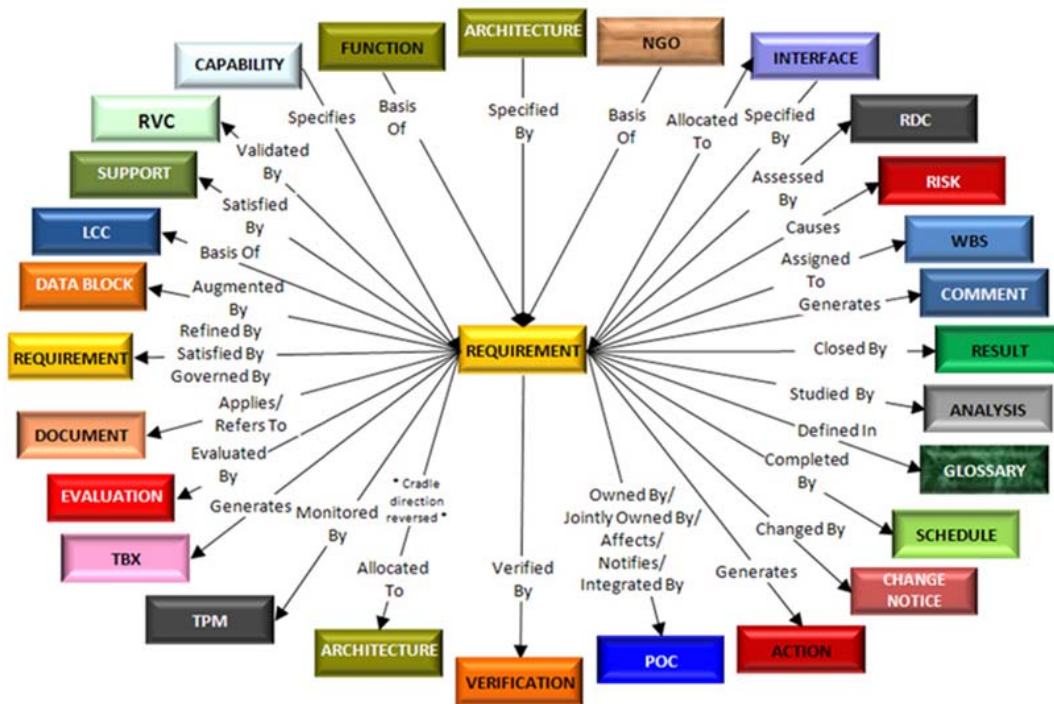 ARCHITECTURE
FUNCTION
NGO
CAPABILITY
INTERFACE
Specifies
Basis
Of
Specified
By
Basis
Of
Allocated
To
Specified
By
RVC
RDC
Validated
By
Assessed
By
SUPPORT
RISK
Satisfied
By
Causes
LCC
WBS
Basis Of
Assigned
To
DATA BLOCK
COMMENT
Augmented
By
Generates
REQUIREMENT
Refined By
Satisfied By
Governed By
REQUIREMENT
Closed By
RESULT
DOCUMENT
Applies/
Refers To
Studied By
ANALYSIS
EVALUATION
Evaluated
By
Defined In
GLOSSARY
Completed
By
SCHEDULE
TBX
Generates
Changed By
CHANGE
NOTICE
TPM
Monitored
By
* Cradle
direction
reversed *
Allocated
To
ARCHITECTURE
Verified
By
VERIFICATION
Owned By/
Jointly Owned By/
Affects/
Notifies/
Integrated By
POC
Generates
ACTION